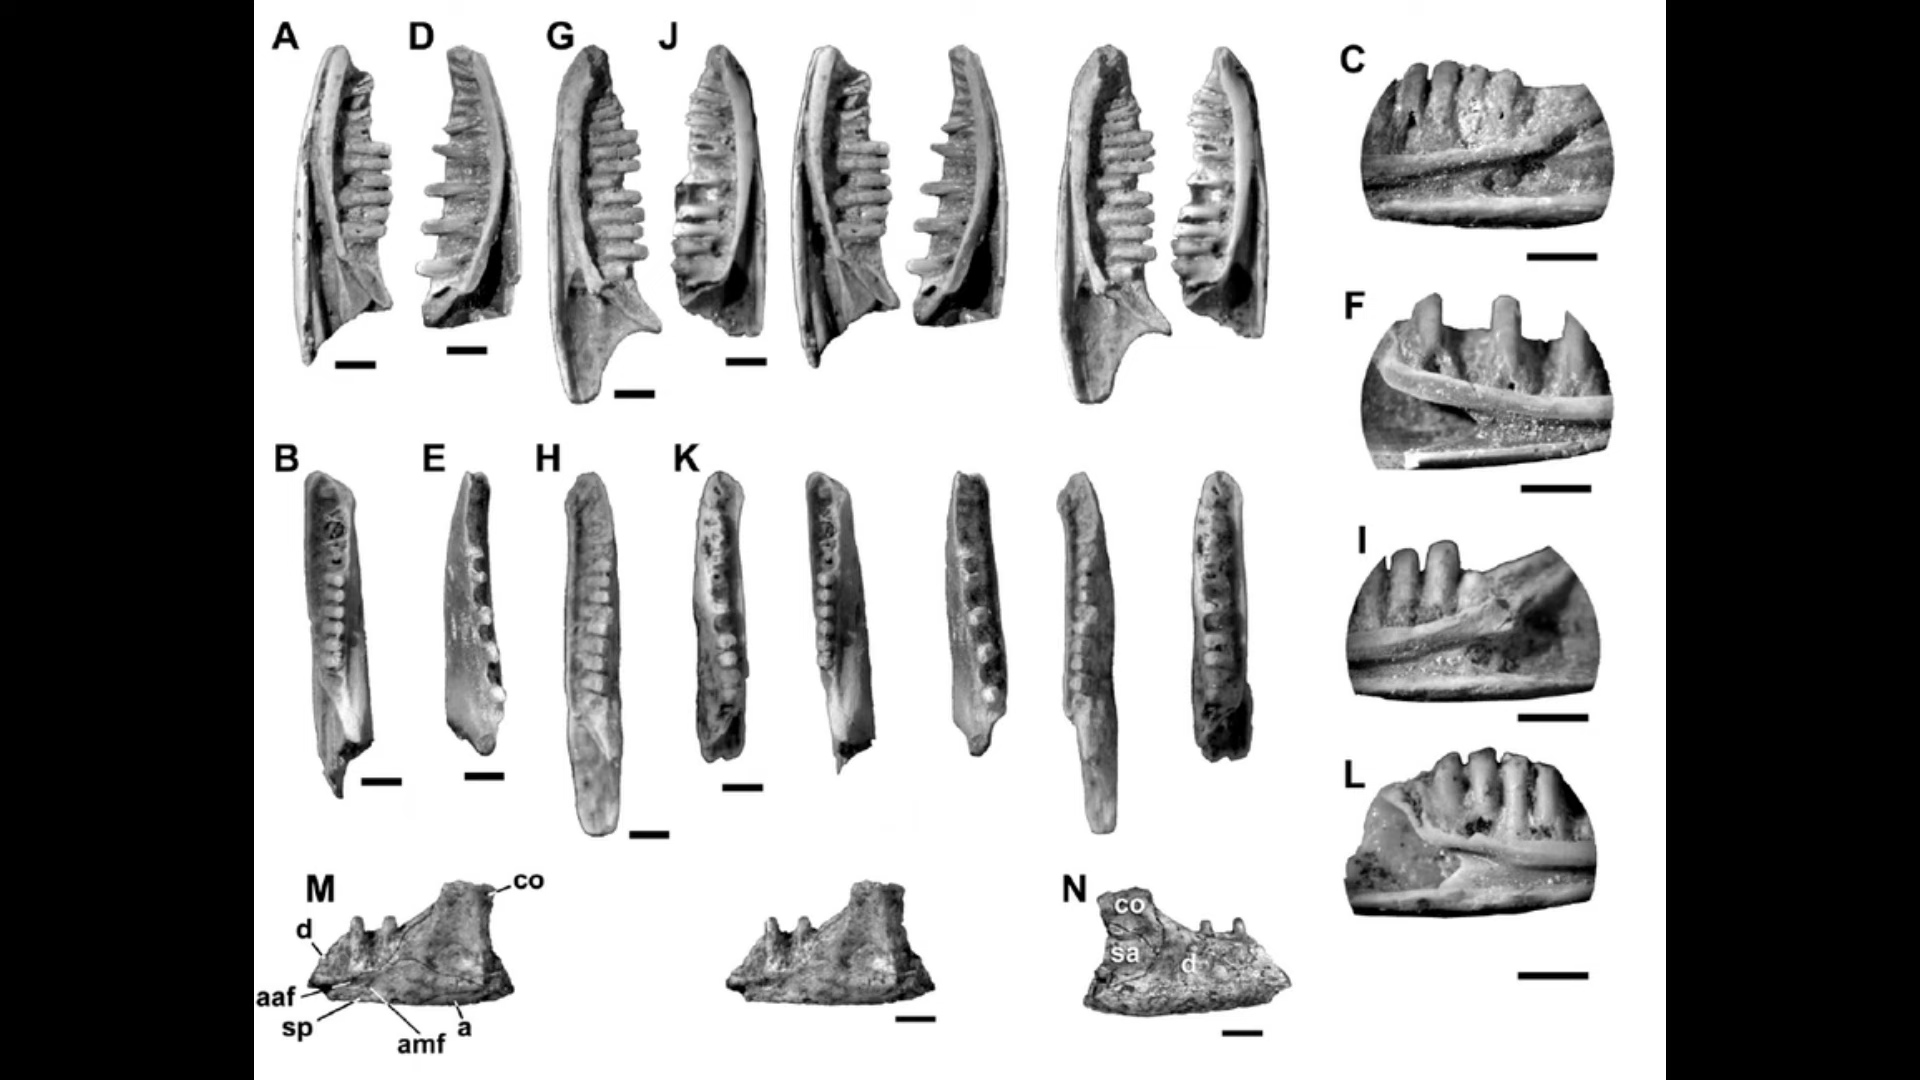 A D G J C
F
B E H K I
L
M co N co
d sa d
aaf
sp a
amf